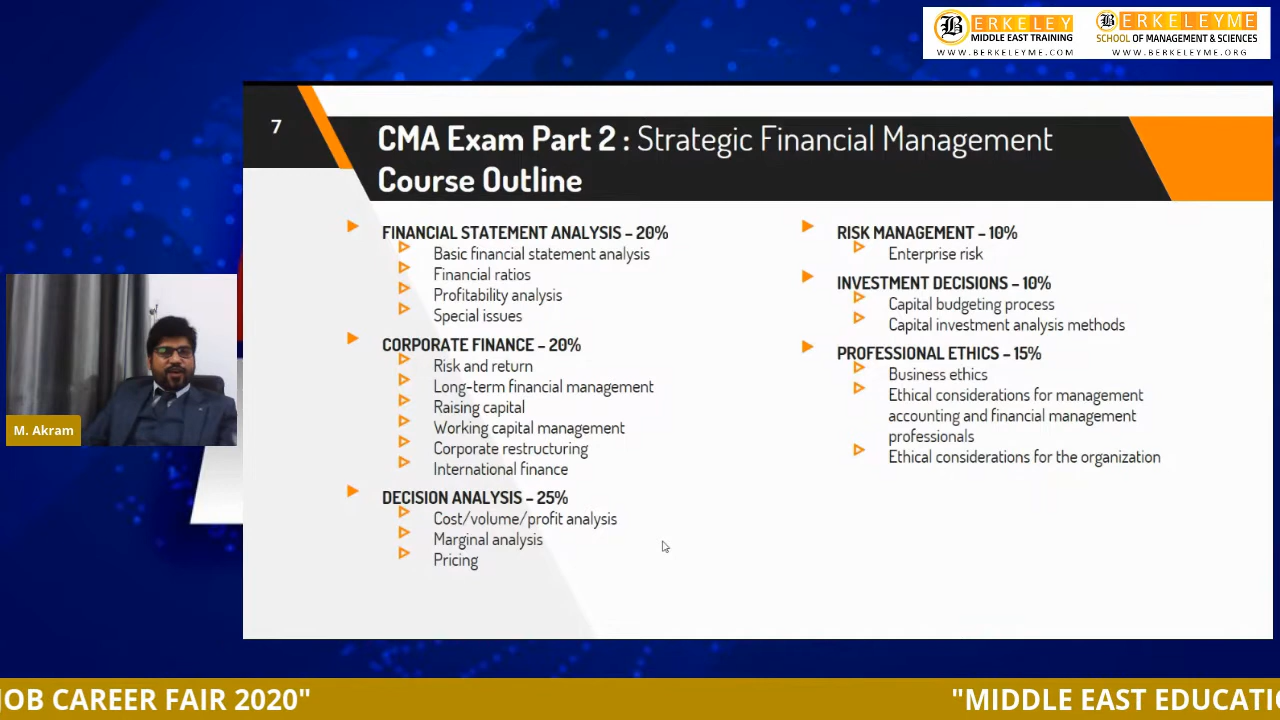 BERKELEY
MIDDLE EAST TRAINING
WWW.BERKELEYME.COM
BERKELEYME
SCHOOL OF MANAGEMENT & SCIENCES
WWW.BERKELEYME.ORG
7
CMA Exam Part 2 : Strategic Financial Management
Course Outline
FINANCIAL STATEMENT ANALYSIS – 20%
Basic financial statement analysis
Financial ratios
Profitability analysis
Special issues
CORPORATE FINANCE – 20%
Risk and return
Long-term financial management
Raising capital
Working capital management
Corporate restructuring
International finance
DECISION ANALYSIS – 25%
Cost/volume/profit analysis
Marginal analysis
Pricing
RISK MANAGEMENT – 10%
Enterprise risk
INVESTMENT DECISIONS – 10%
Capital budgeting process
Capital investment analysis methods
PROFESSIONAL ETHICS – 15%
Business ethics
Ethical considerations for management
accounting and financial management
professionals
Ethical considerations for the organization
M. Akram
JOB CAREER FAIR 2020"
"MIDDLE EAST EDUCATIO